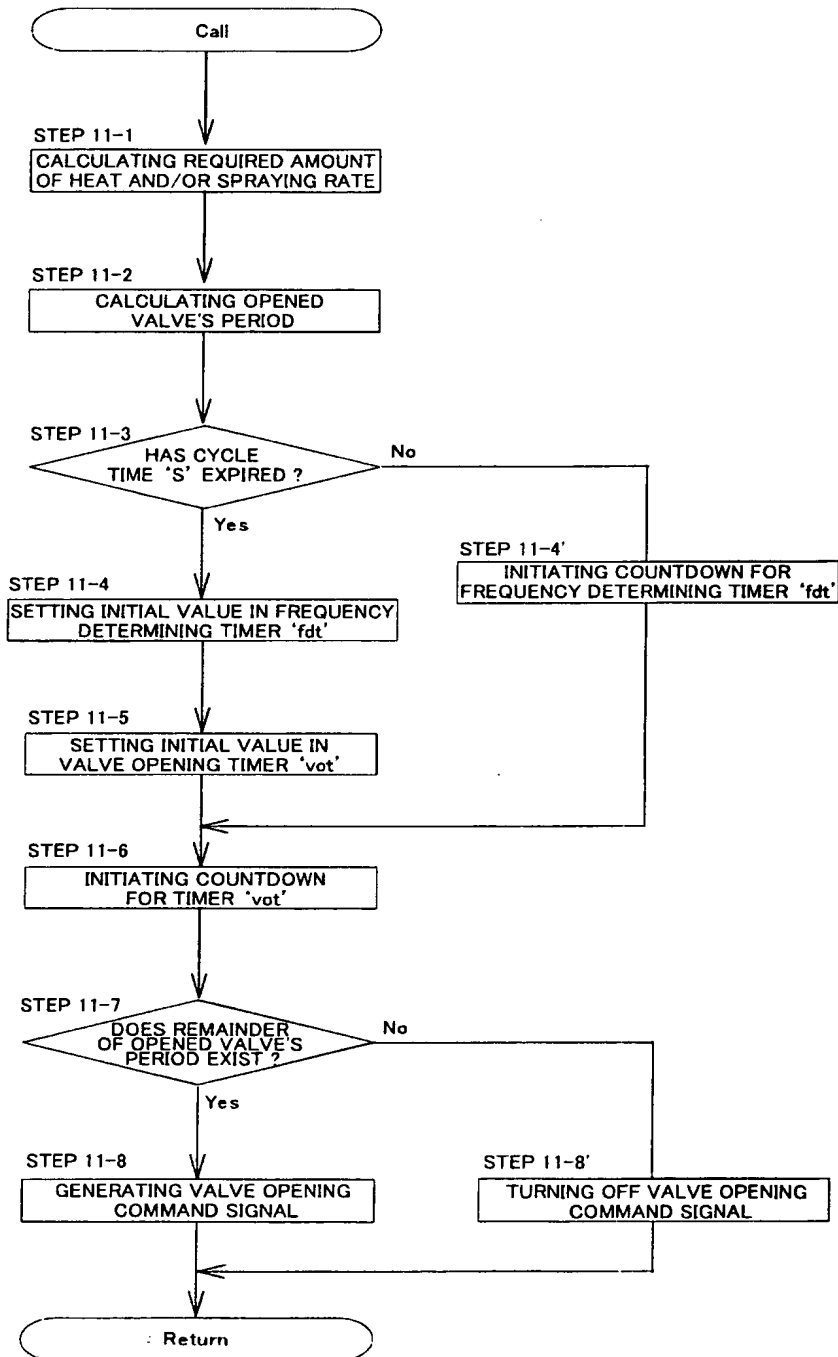 Call
STEP 11-1
CALCULATING REQUIRED AMOUNT
OF HEAT AND/OR SPRAYING RATE
STEP 11-2
CALCULATING OPENED
VALVE'S PERIOD
STEP 11-3
HAS CYCLE
TIME 'S' EXPIRED ?
No
Yes
STEP 11-4
SETTING INITIAL VALUE IN FREQUENCY
DETERMINING TIMER 'fdt'
STEP 11-4'
INITIATING COUNTDOWN FOR
FREQUENCY DETERMINING TIMER 'fdt'
STEP 11-5
SETTING INITIAL VALUE IN
VALVE OPENING TIMER 'vot'
STEP 11-6
INITIATING COUNTDOWN
FOR TIMER 'vot'
STEP 11-7
DOES REMAINDER
OF OPENED VALVE'S
PERIOD EXIST ?
No
Yes
STEP 11-8
GENERATING VALVE OPENING
COMMAND SIGNAL
STEP 11-8'
TURNING OFF VALVE OPENING
COMMAND SIGNAL
Return